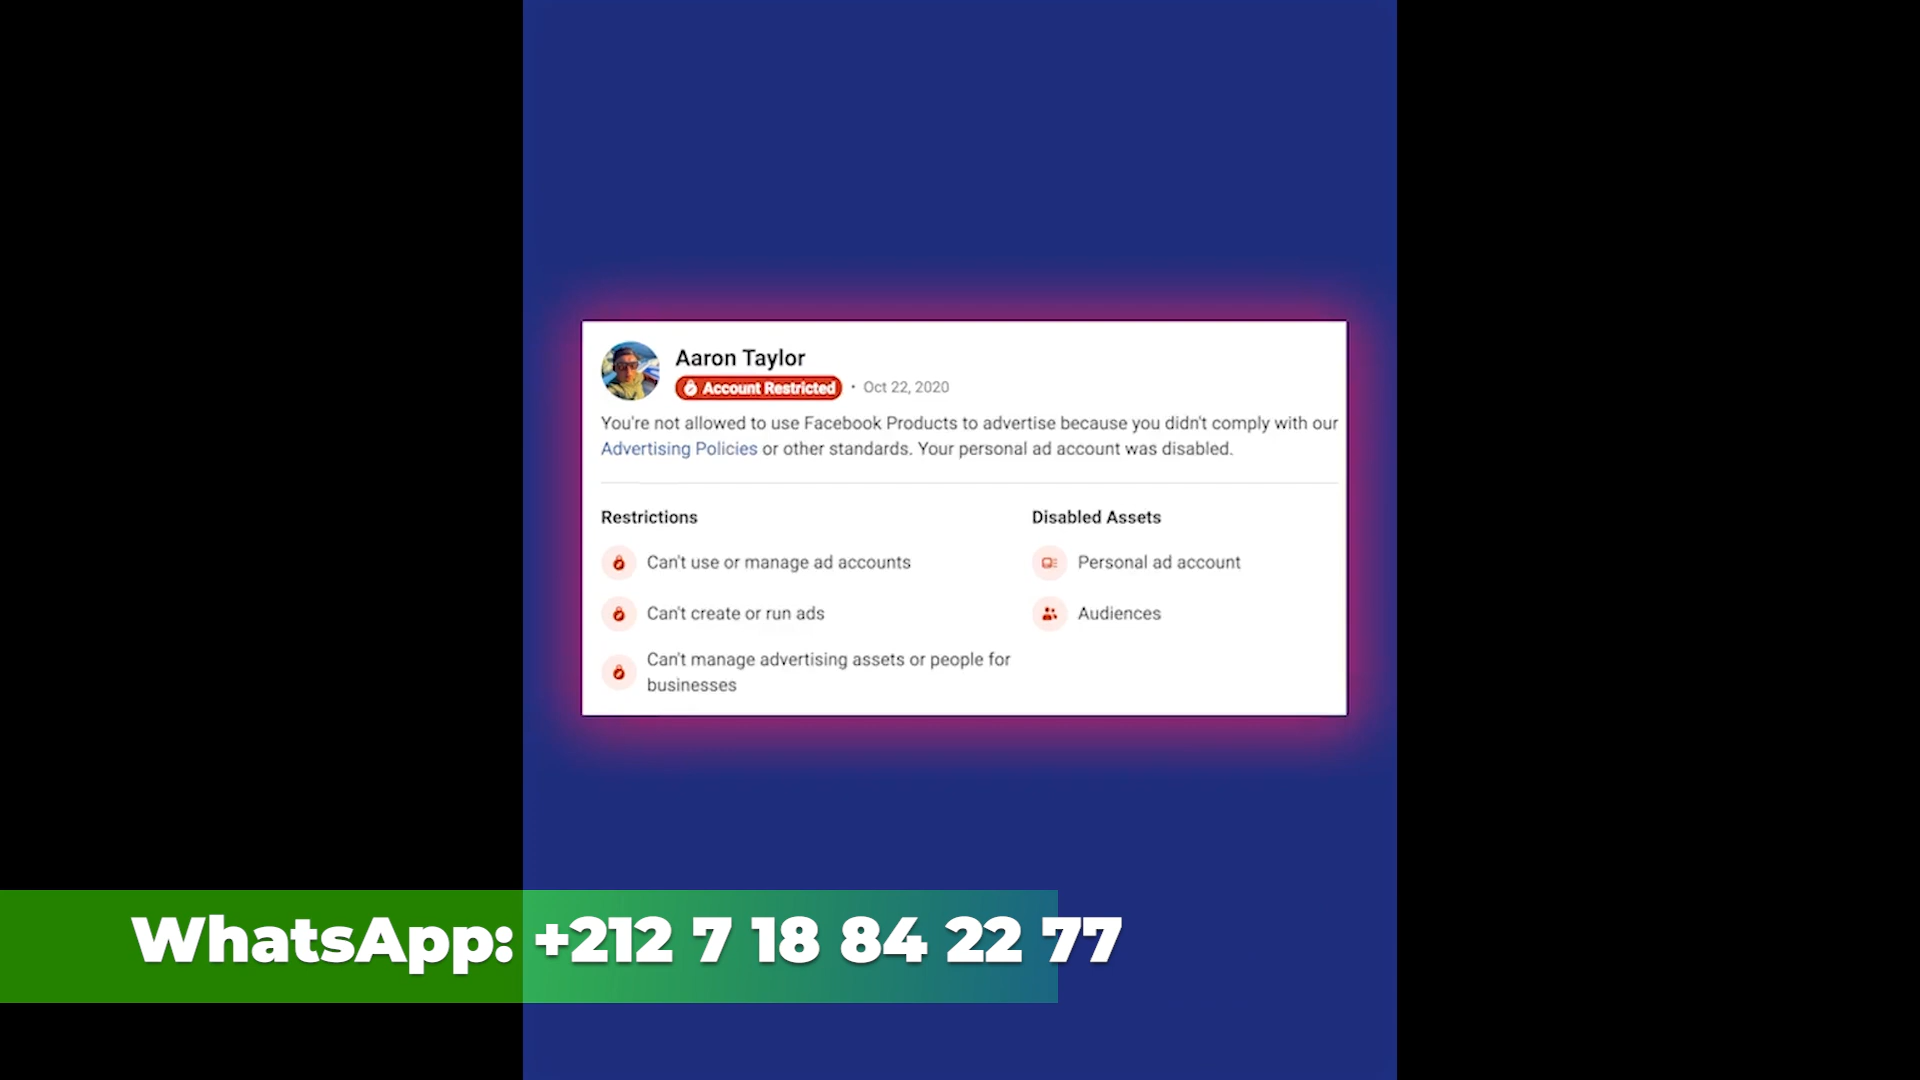 Aaron Taylor
Account Restricted • Oct 22, 2020
You're not allowed to use Facebook Products to advertise because you didn't comply with our
Advertising Policies or other standards. Your personal ad account was disabled.
Restrictions
Can't use or manage ad accounts
Can't create or run ads
Can't manage advertising assets or people for
businesses
Disabled Assets
Personal ad account
Audiences
WhatsApp: +212 7 18 84 22 77